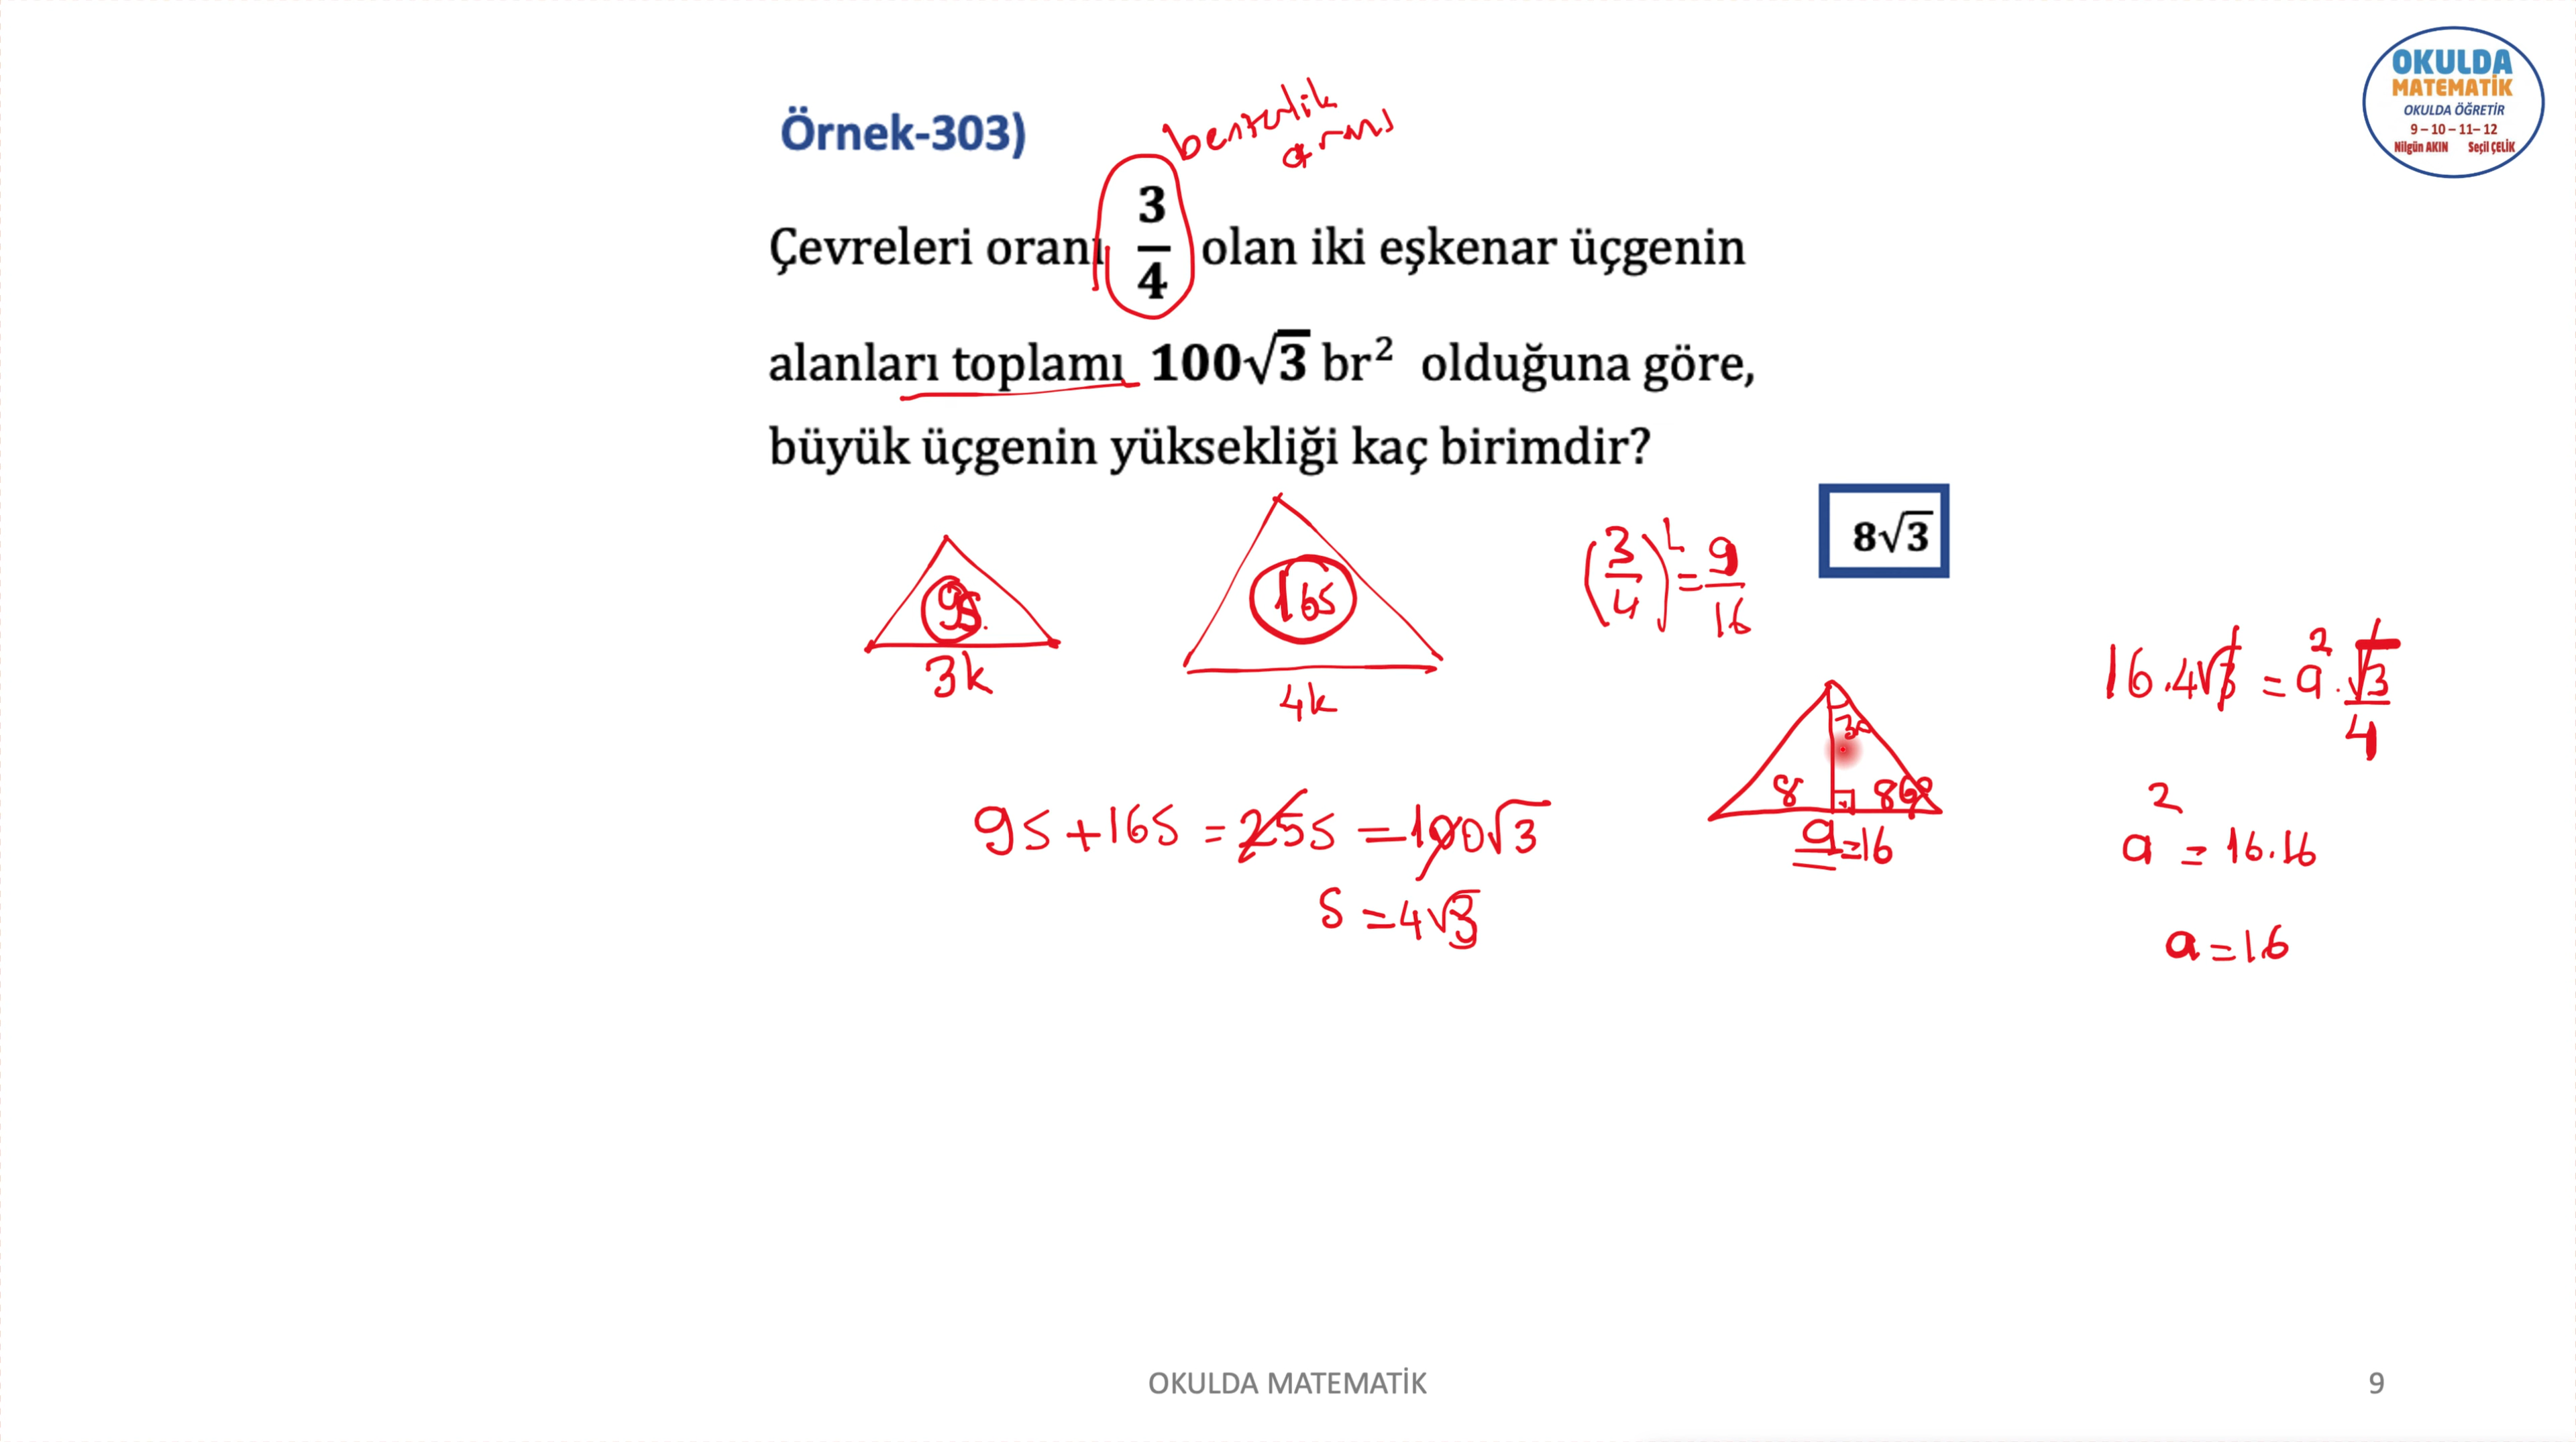 OKULDA
MATEMATİK
OKULDA ÖĞRETİR
9 – 10 – 11– 12
Nilgün AKIN Seçil ÇELİK
Örnek-303)
benzerlik
oranı
Çevreleri oranı 3/4 olan iki eşkenar üçgenin
alanları toplamı 100√3 br² olduğuna göre,
büyük üçgenin yüksekliği kaç birimdir?
8√3
9S
3k
16S
4k
(3/4)² = 9/16
16.4√3 = a².√3/4
a² = 16.16
a = 16
30
8 8 60
a = 16
9S + 16S = 25S = 100√3
S = 4√3
OKULDA MATEMATİK
9